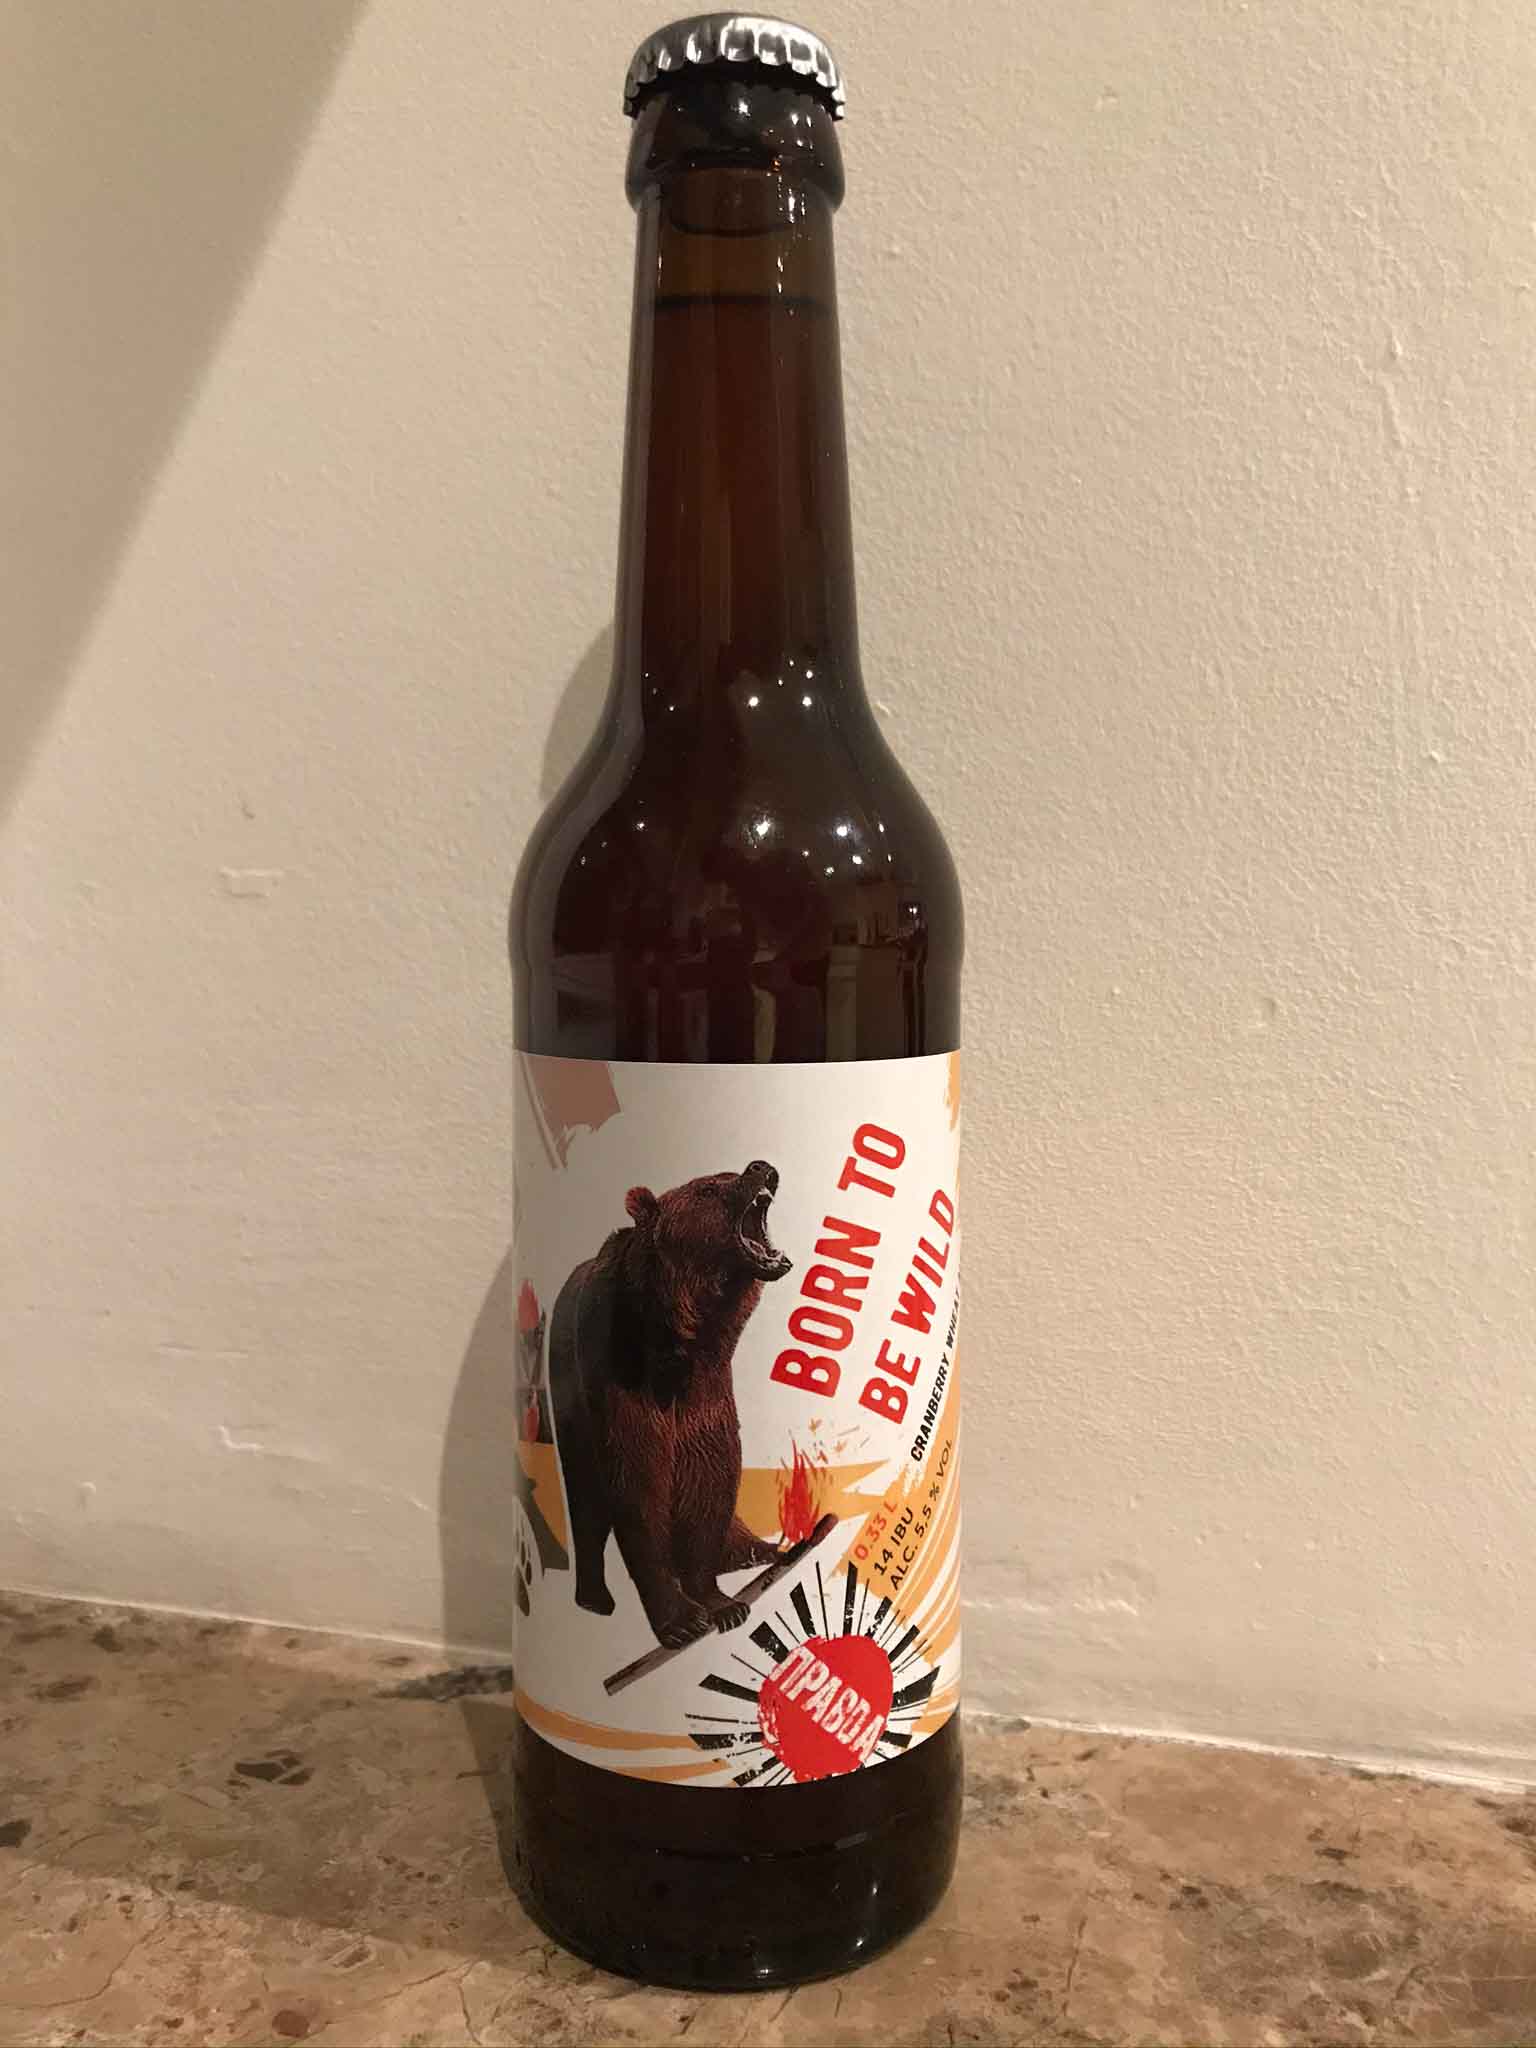 BORN TO
BE WILD
CRANBERRY WHEAT
0.33 L
14 IBU
ALC. 5,5 % VOL
ПРАВДА